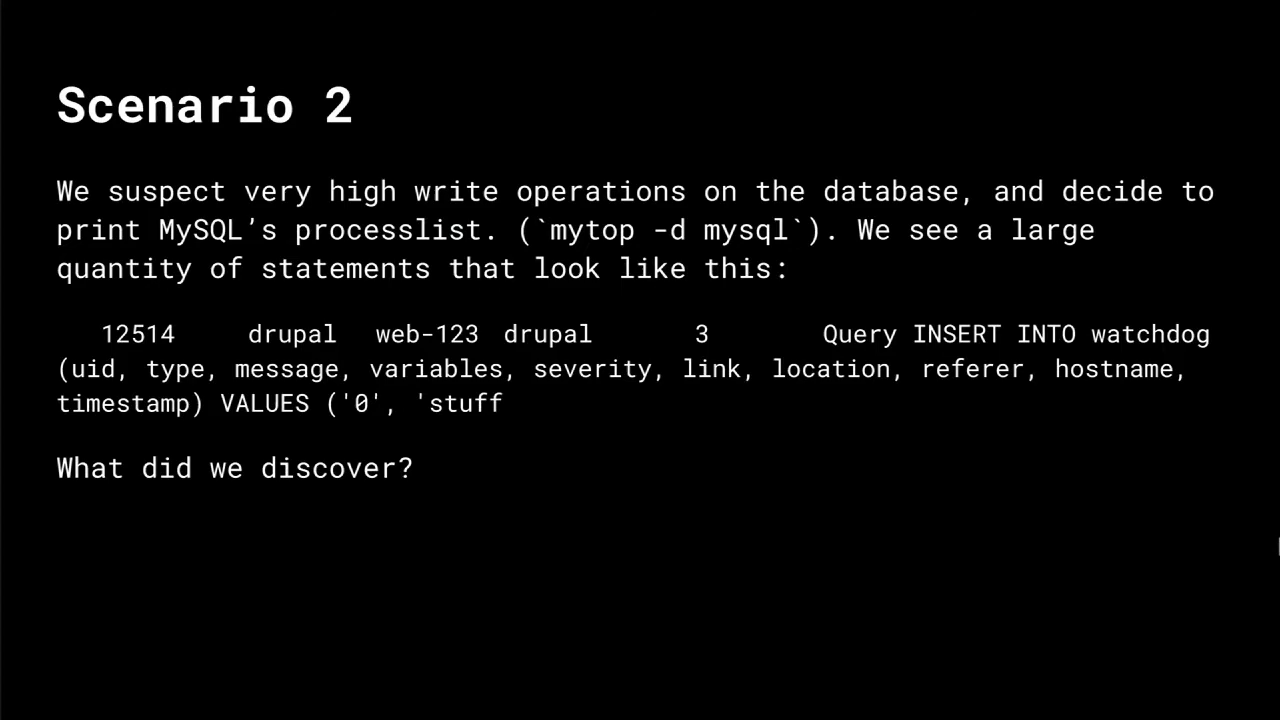 Scenario 2
We suspect very high write operations on the database, and decide to
print MySQL’s processlist. (`mytop -d mysql`). We see a large
quantity of statements that look like this:
12514 drupal web-123 drupal 3 Query INSERT INTO watchdog
(uid, type, message, variables, severity, link, location, referer, hostname,
timestamp) VALUES ('0', 'stuff
What did we discover?